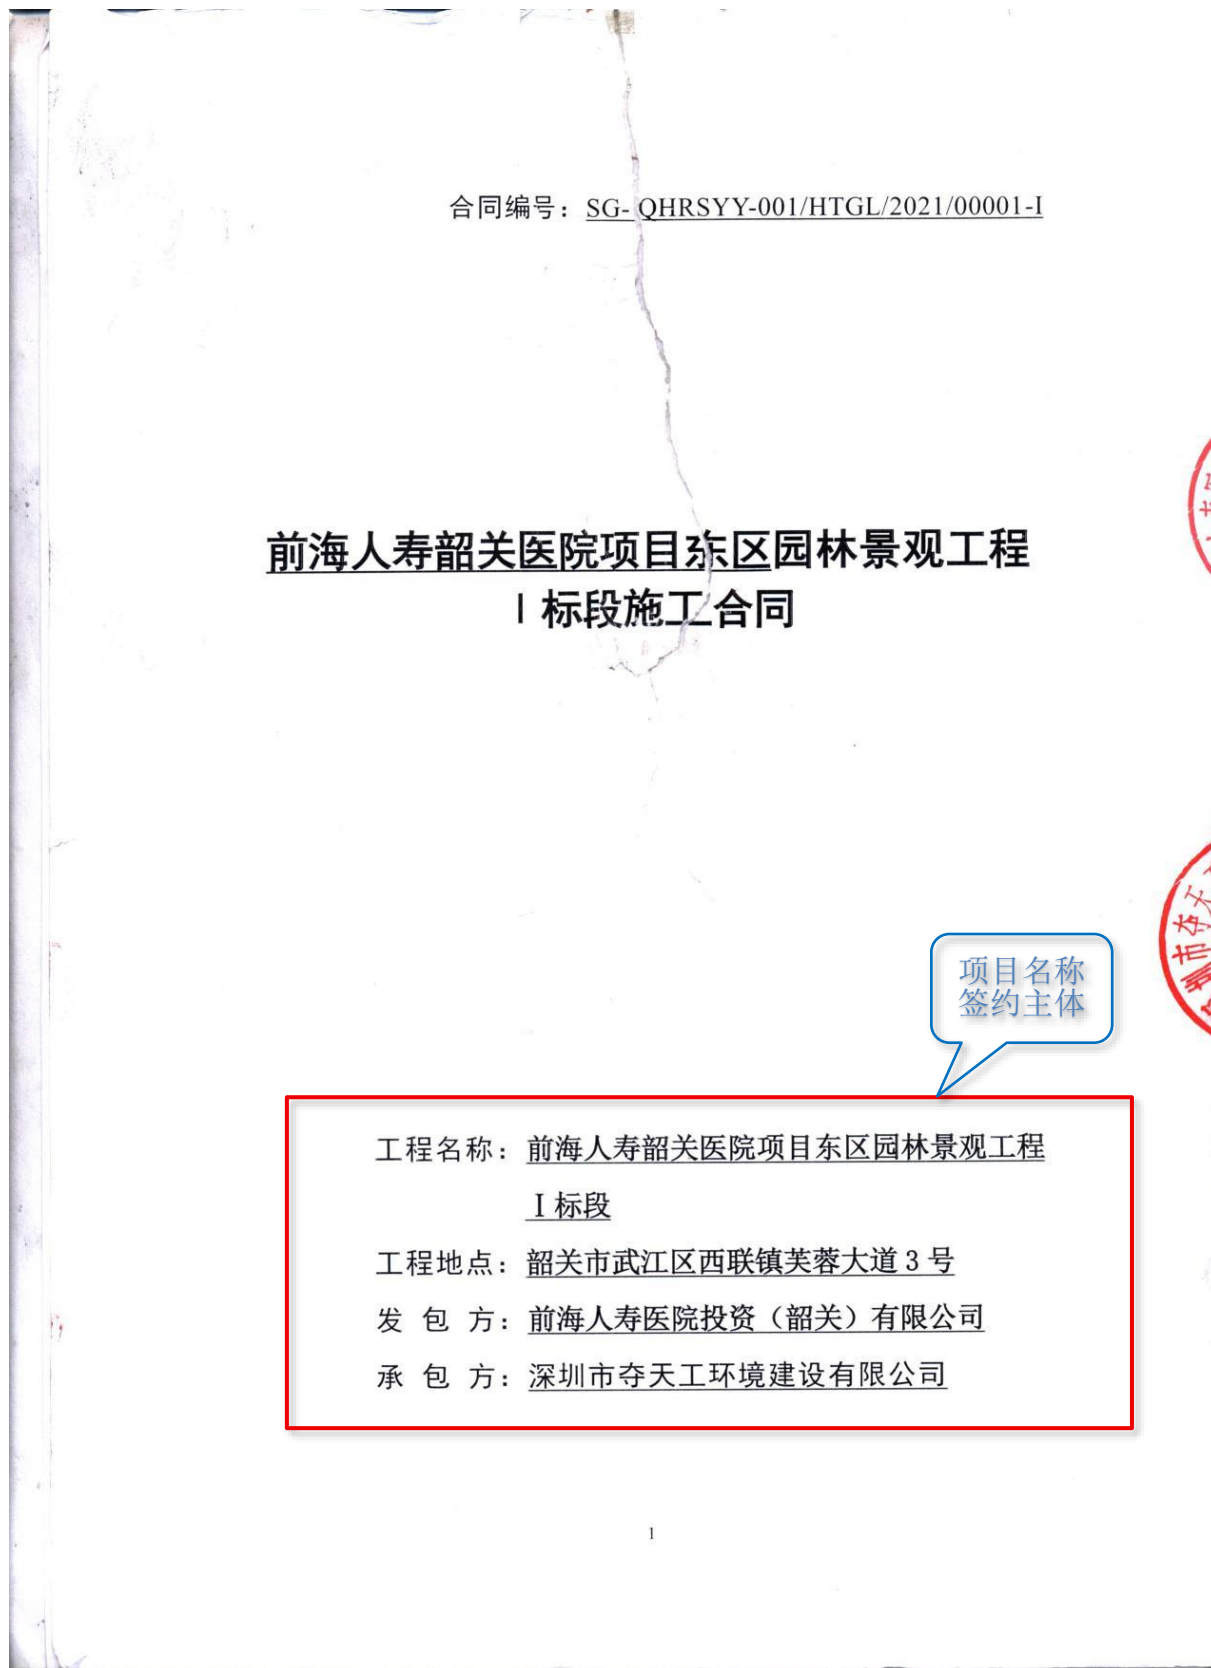 合同编号：SG- QHRSYY-001/HTGL/2021/00001-I
前海人寿韶关医院项目东区园林景观工程
Ⅰ标段施工合同
市夺天
圳
项目名称
签约主体
工程名称：前海人寿韶关医院项目东区园林景观工程
Ⅰ标段
工程地点：韶关市武江区西联镇芙蓉大道 3 号
发 包 方：前海人寿医院投资（韶关）有限公司
承 包 方：深圳市夺天工环境建设有限公司
1